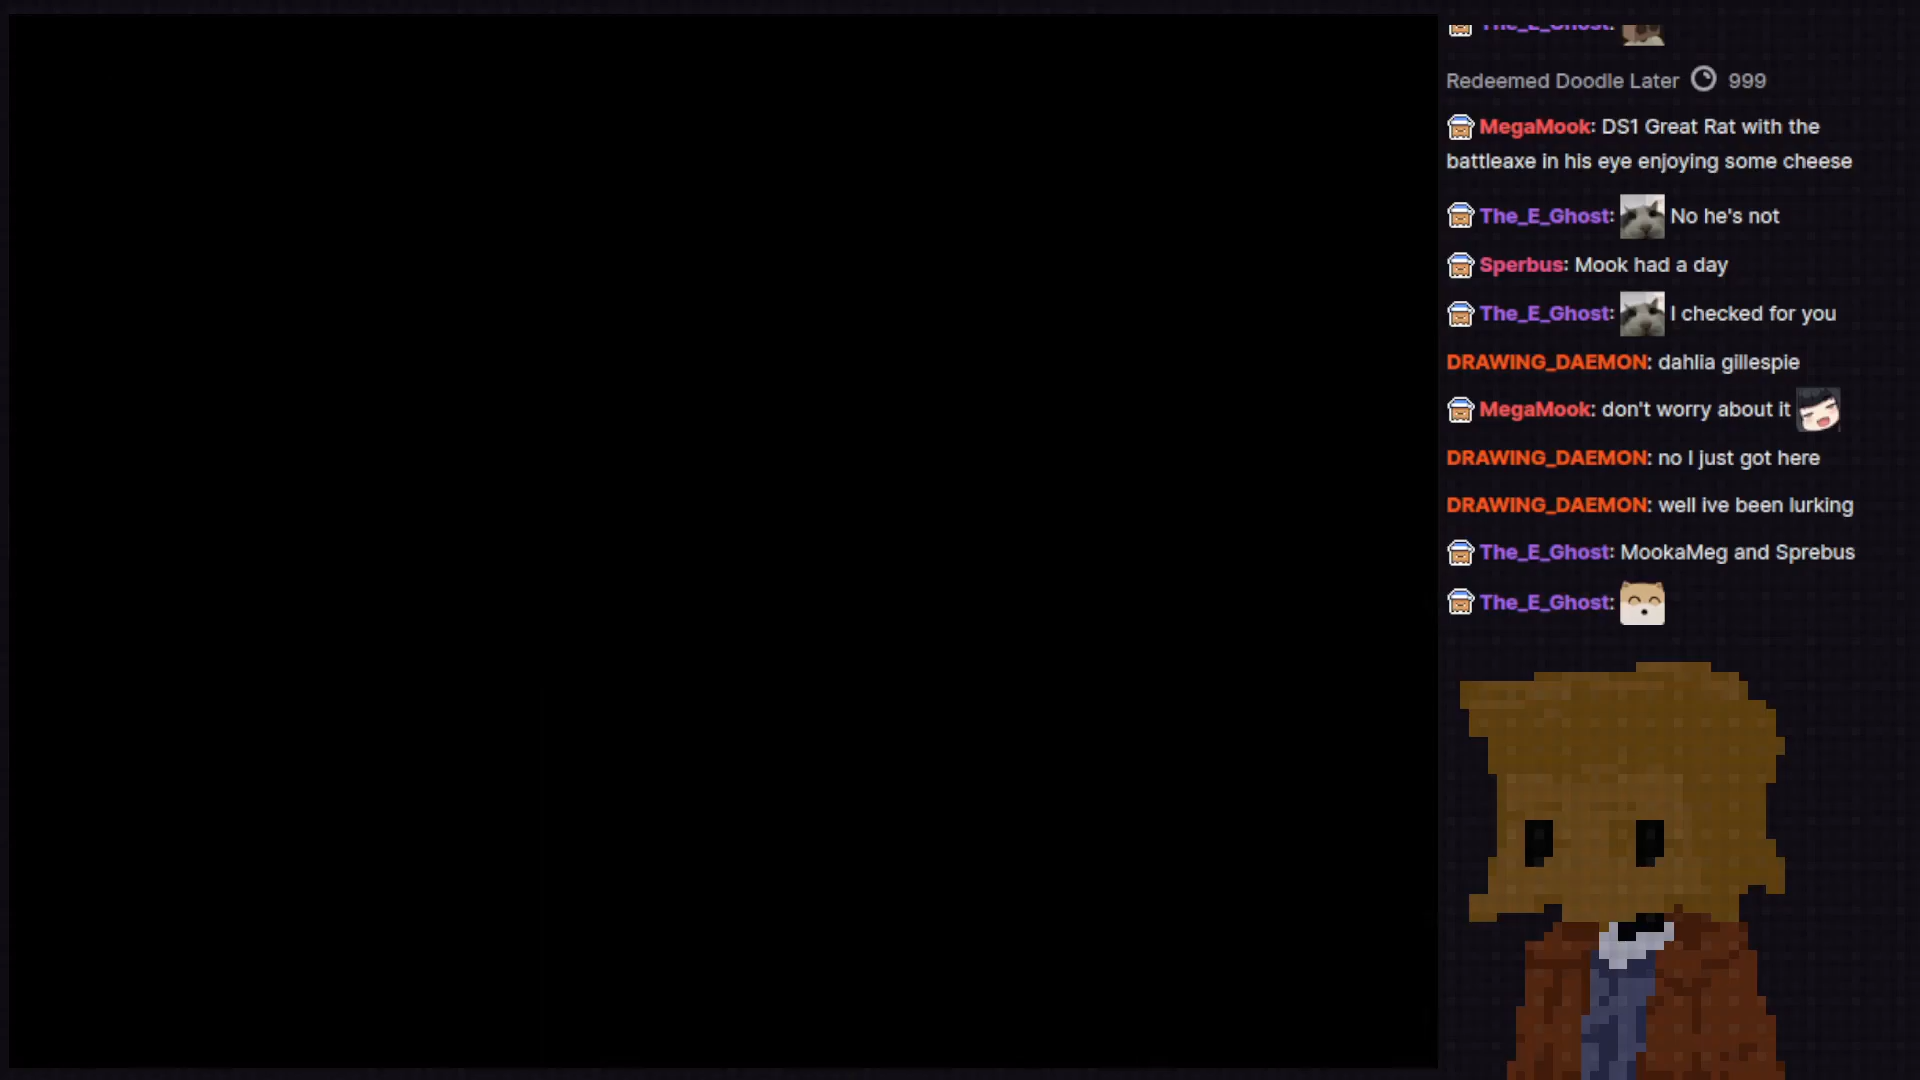 The_E_Ghost:
Redeemed Doodle Later 999
MegaMook: DS1 Great Rat with the
battleaxe in his eye enjoying some cheese
The_E_Ghost: No he's not
Sperbus: Mook had a day
The_E_Ghost: I checked for you
DRAWING_DAEMON: dahlia gillespie
MegaMook: don't worry about it
DRAWING_DAEMON: no I just got here
DRAWING_DAEMON: well ive been lurking
The_E_Ghost: MookaMeg and Sprebus
The_E_Ghost: